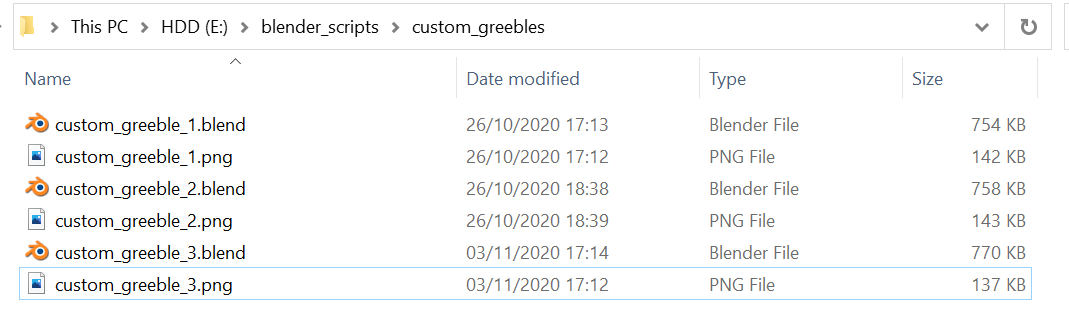 This PC > HDD (E:) > blender_scripts > custom_greebles
Name Date modified Type Size
custom_greeble_1.blend 26/10/2020 17:13 Blender File 754 KB
custom_greeble_1.png 26/10/2020 17:12 PNG File 142 KB
custom_greeble_2.blend 26/10/2020 18:38 Blender File 758 KB
custom_greeble_2.png 26/10/2020 18:39 PNG File 143 KB
custom_greeble_3.blend 03/11/2020 17:14 Blender File 770 KB
custom_greeble_3.png 03/11/2020 17:12 PNG File 137 KB